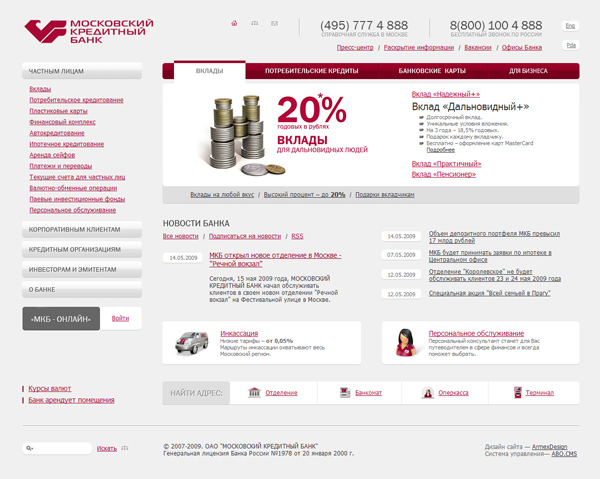 МОСКОВСКИЙ
КРЕДИТНЫЙ
БАНК
(495) 777 4 888
СПРАВОЧНАЯ СЛУЖБА В МОСКВЕ
8(800) 100 4 888
БЕСПЛАТНЫЙ ЗВОНОК ПО РОССИИ
Eng
Pda
Пресс-центр / Раскрытие информации / Вакансии / Офисы Банка
ЧАСТНЫМ ЛИЦАМ
Вклады
Потребительское кредитование
Пластиковые карты
Финансовый комплекс
Автокредитование
Ипотечное кредитование
Аренда сейфов
Платежи и переводы
Текущие счета для частных лиц
Валютно-обменные операции
Паевые инвестиционные фонды
Персональное обслуживание
КОРПОРАТИВНЫМ КЛИЕНТАМ
КРЕДИТНЫМ ОРГАНИЗАЦИЯМ
ИНВЕСТОРАМ И ЭМИТЕНТАМ
О БАНКЕ
«МКБ - ОНЛАЙН»
Войти
Курсы валют
Банк арендует помещения
ВКЛАДЫ
ПОТРЕБИТЕЛЬСКИЕ КРЕДИТЫ
БАНКОВСКИЕ КАРТЫ
ДЛЯ БИЗНЕСА
20%*
годовых в рублях
ВКЛАДЫ
ДЛЯ ДАЛЬНОВИДНЫХ ЛЮДЕЙ
Вклад «Надежный+»
Вклад «Дальновидный+»
Долгосрочный вклад.
Уникальные условия вложения.
На 3 года – 18,5% годовых.
Подарок каждому вкладчику.
Бесплатно – оформление карт MasterCard
Подробнее
Вклад «Практичный»
Вклад «Пенсионер»
Вклады на любой вкус / Высокий процент – до 20% / Подарки вкладчикам
НОВОСТИ БАНКА
Все новости / Подписаться на новости / RSS
14.05.2009
МКБ открыл новое отделение в Москве -
"Речной вокзал"
Сегодня, 15 мая 2009 года, МОСКОВСКИЙ
КРЕДИТНЫЙ БАНК начал обслуживать
клиентов в своем новом отделении "Речной
вокзал" на Фестивальной улице в Москве.
14.05.2009
Объем депозитного портфеля МКБ превысил
17 млрд рублей
07.05.2009
МКБ будет принимать заявки по ипотеке в
Центральном офисе
12.05.2009
Отделение "Королевское" не будет
обслуживать клиентов 23 и 24 мая 2009 года
12.05.2009
Специальная акция "Всей семьей в Прагу"
Инкассация
Низкие тарифы – от 0,05%
Маршруты инкассации охватывают весь
Московский регион.
Персональное обслуживание
Персональный консультант станет для Вас
путеводителем в сфере финансов и всегда
поможет выбрать.
НАЙТИ АДРЕС:
Отделение
Банкомат
Оперкасса
Терминал
Искать
© 2007-2009. ОАО "МОСКОВСКИЙ КРЕДИТНЫЙ БАНК"
Генеральная лицензия Банка России №1978 от 20 января 2000 г.
Дизайн сайта — ArmexDesign
Система управления— ABO.CMS